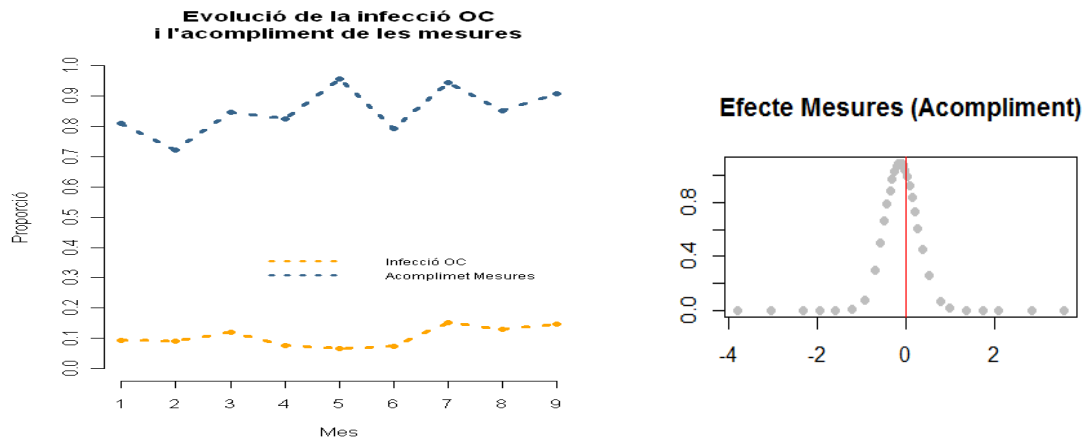 Evolució de la infecció OC
i l'acompliment de les mesures
Proporció
1.0
0.9
0.8
0.7
0.6
0.5
0.4
0.3
0.2
0.1
0.0
Infecció OC
Acomplimet Mesures
1 2 3 4 5 6 7 8 9
Mes
Efecte Mesures (Acompliment)
0.8
0.4
0.0
-4 -2 0 2